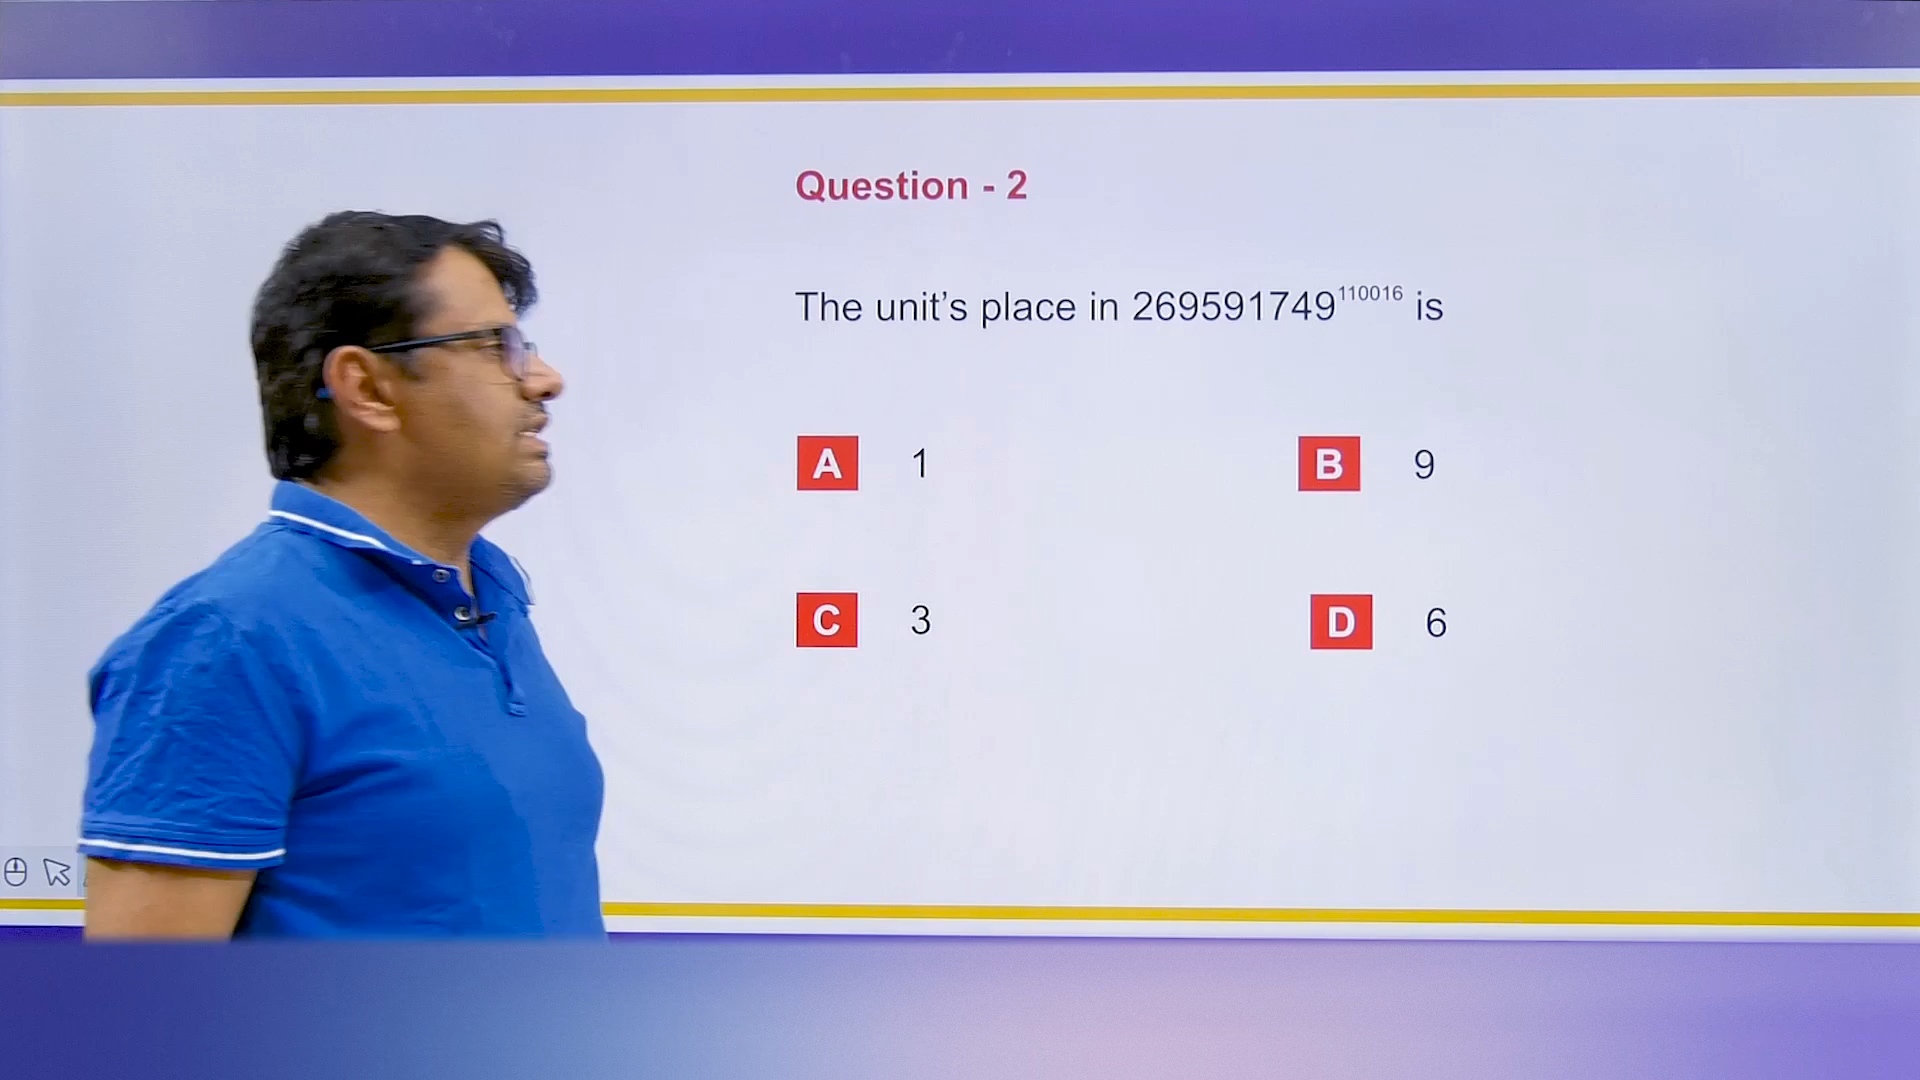 Question - 2
The unit’s place in 269591749¹¹⁰⁰¹⁶ is
A 1
B 9
C 3
D 6